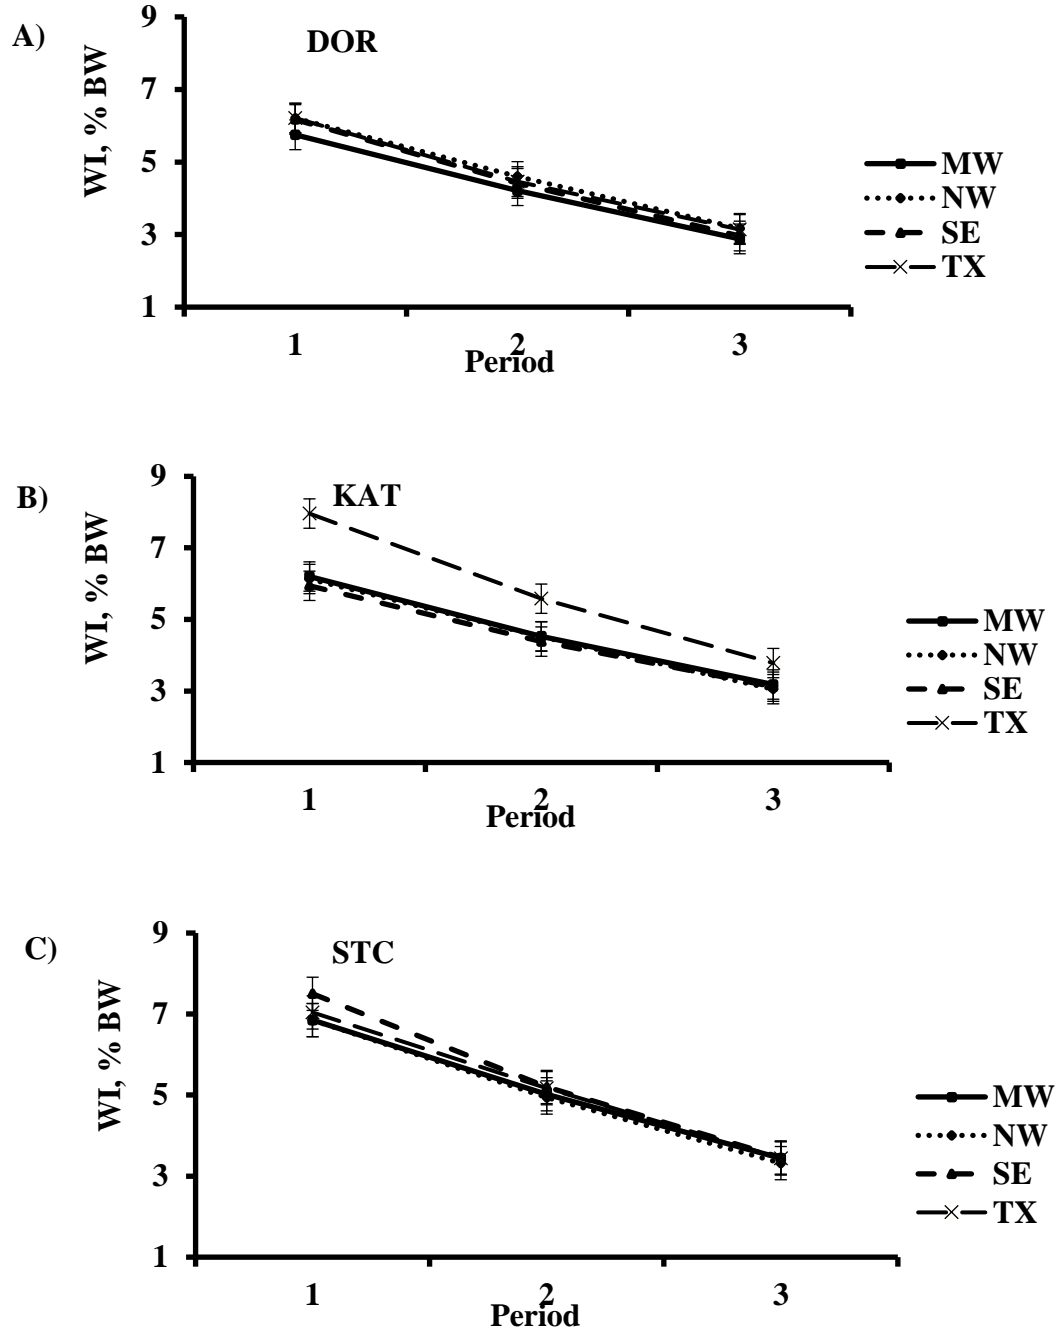 A)
DOR
WI, % BW
9
7
5
3
1
1 2 3
Period
MW
NW
SE
TX
B)
KAT
WI, % BW
9
7
5
3
1
1 2 3
Period
MW
NW
SE
TX
C)
STC
WI, % BW
9
7
5
3
1
1 2 3
Period
MW
NW
SE
TX